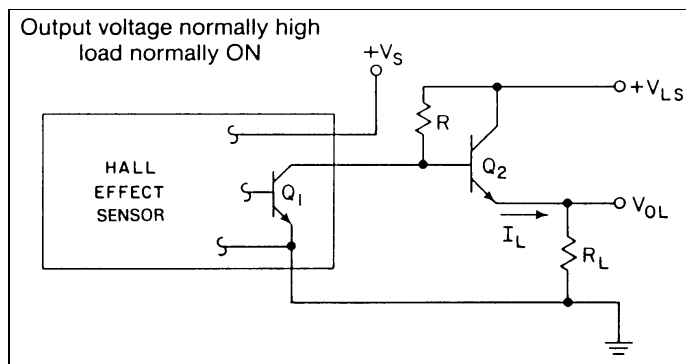 Output voltage normally high
load normally ON
+VS
+VLS
R
HALL
EFFECT
SENSOR
Q1
Q2
VOL
IL
RL